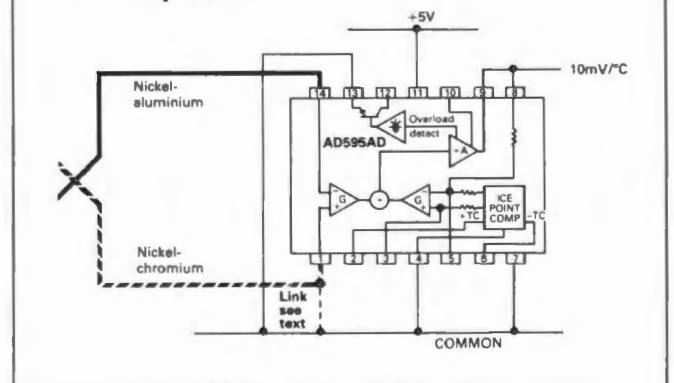 +5V
10mV/°C
14 13 12 11 10 9 8
Nickel-
aluminium
Overload
detect
AD595AD
-A
G
G
ICE
POINT
COMP
+TC
-TC
Nickel-
chromium
1 2 3 4 5 6 7
Link
see
text
COMMON